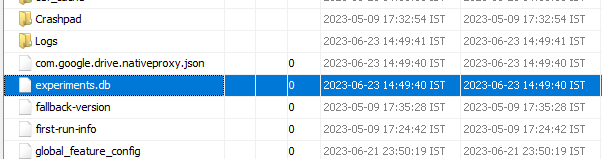 Crashpad 2023-05-09 17:32:54 IST 2023-05-09 17:32:54 IST
Logs 2023-06-23 14:49:41 IST 2023-06-23 14:49:41 IST
com.google.drive.nativeproxy.json 0 2023-06-23 14:49:40 IST 2023-06-23 14:49:40 IST
experiments.db 0 2023-06-23 14:49:40 IST 2023-06-23 14:49:40 IST
fallback-version 0 2023-05-09 17:35:28 IST 2023-05-09 17:35:28 IST
first-run-info 0 2023-05-09 17:24:42 IST 2023-05-09 17:24:42 IST
global_feature_config 0 2023-06-21 23:50:19 IST 2023-06-21 23:50:19 IST